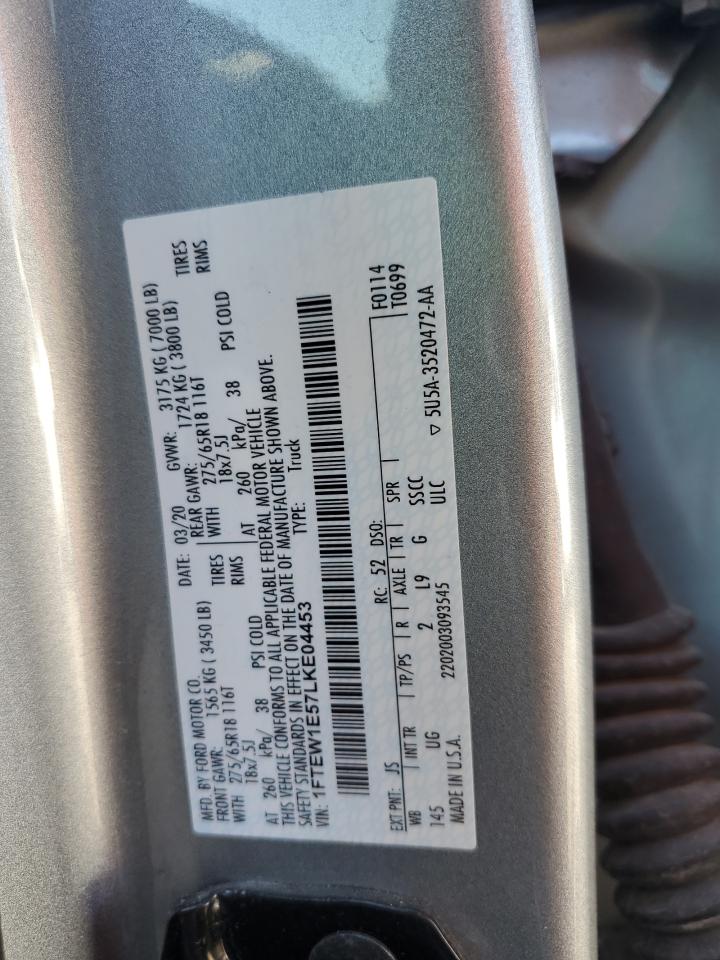 MFD. BY FORD MOTOR CO. DATE: 03/20 GVWR: 3175 KG ( 7000 LB)
FRONT GAWR: 1565 KG ( 3450 LB) REAR GAWR: 1724 KG ( 3800 LB)
WITH 275/65R18 116T TIRES WITH 275/65R18 116T TIRES
18x7.5J RIMS 18x7.5J RIMS
AT 260 kPa/ 38 PSI COLD AT 260 kPa/ 38 PSI COLD
THIS VEHICLE CONFORMS TO ALL APPLICABLE FEDERAL MOTOR VEHICLE
SAFETY STANDARDS IN EFFECT ON THE DATE OF MANUFACTURE SHOWN ABOVE.
VIN: 1FTEW1E57LKE04453 TYPE: Truck
EXT PNT: JS RC: 52 DSO: F0114
WB INT TR TP/PS R AXLE TR SPR T0699
145 UG 2 L9 G SSCC
MADE IN U.S.A. 2202003093545 ULC ▽ 5U5A-3520472-AA